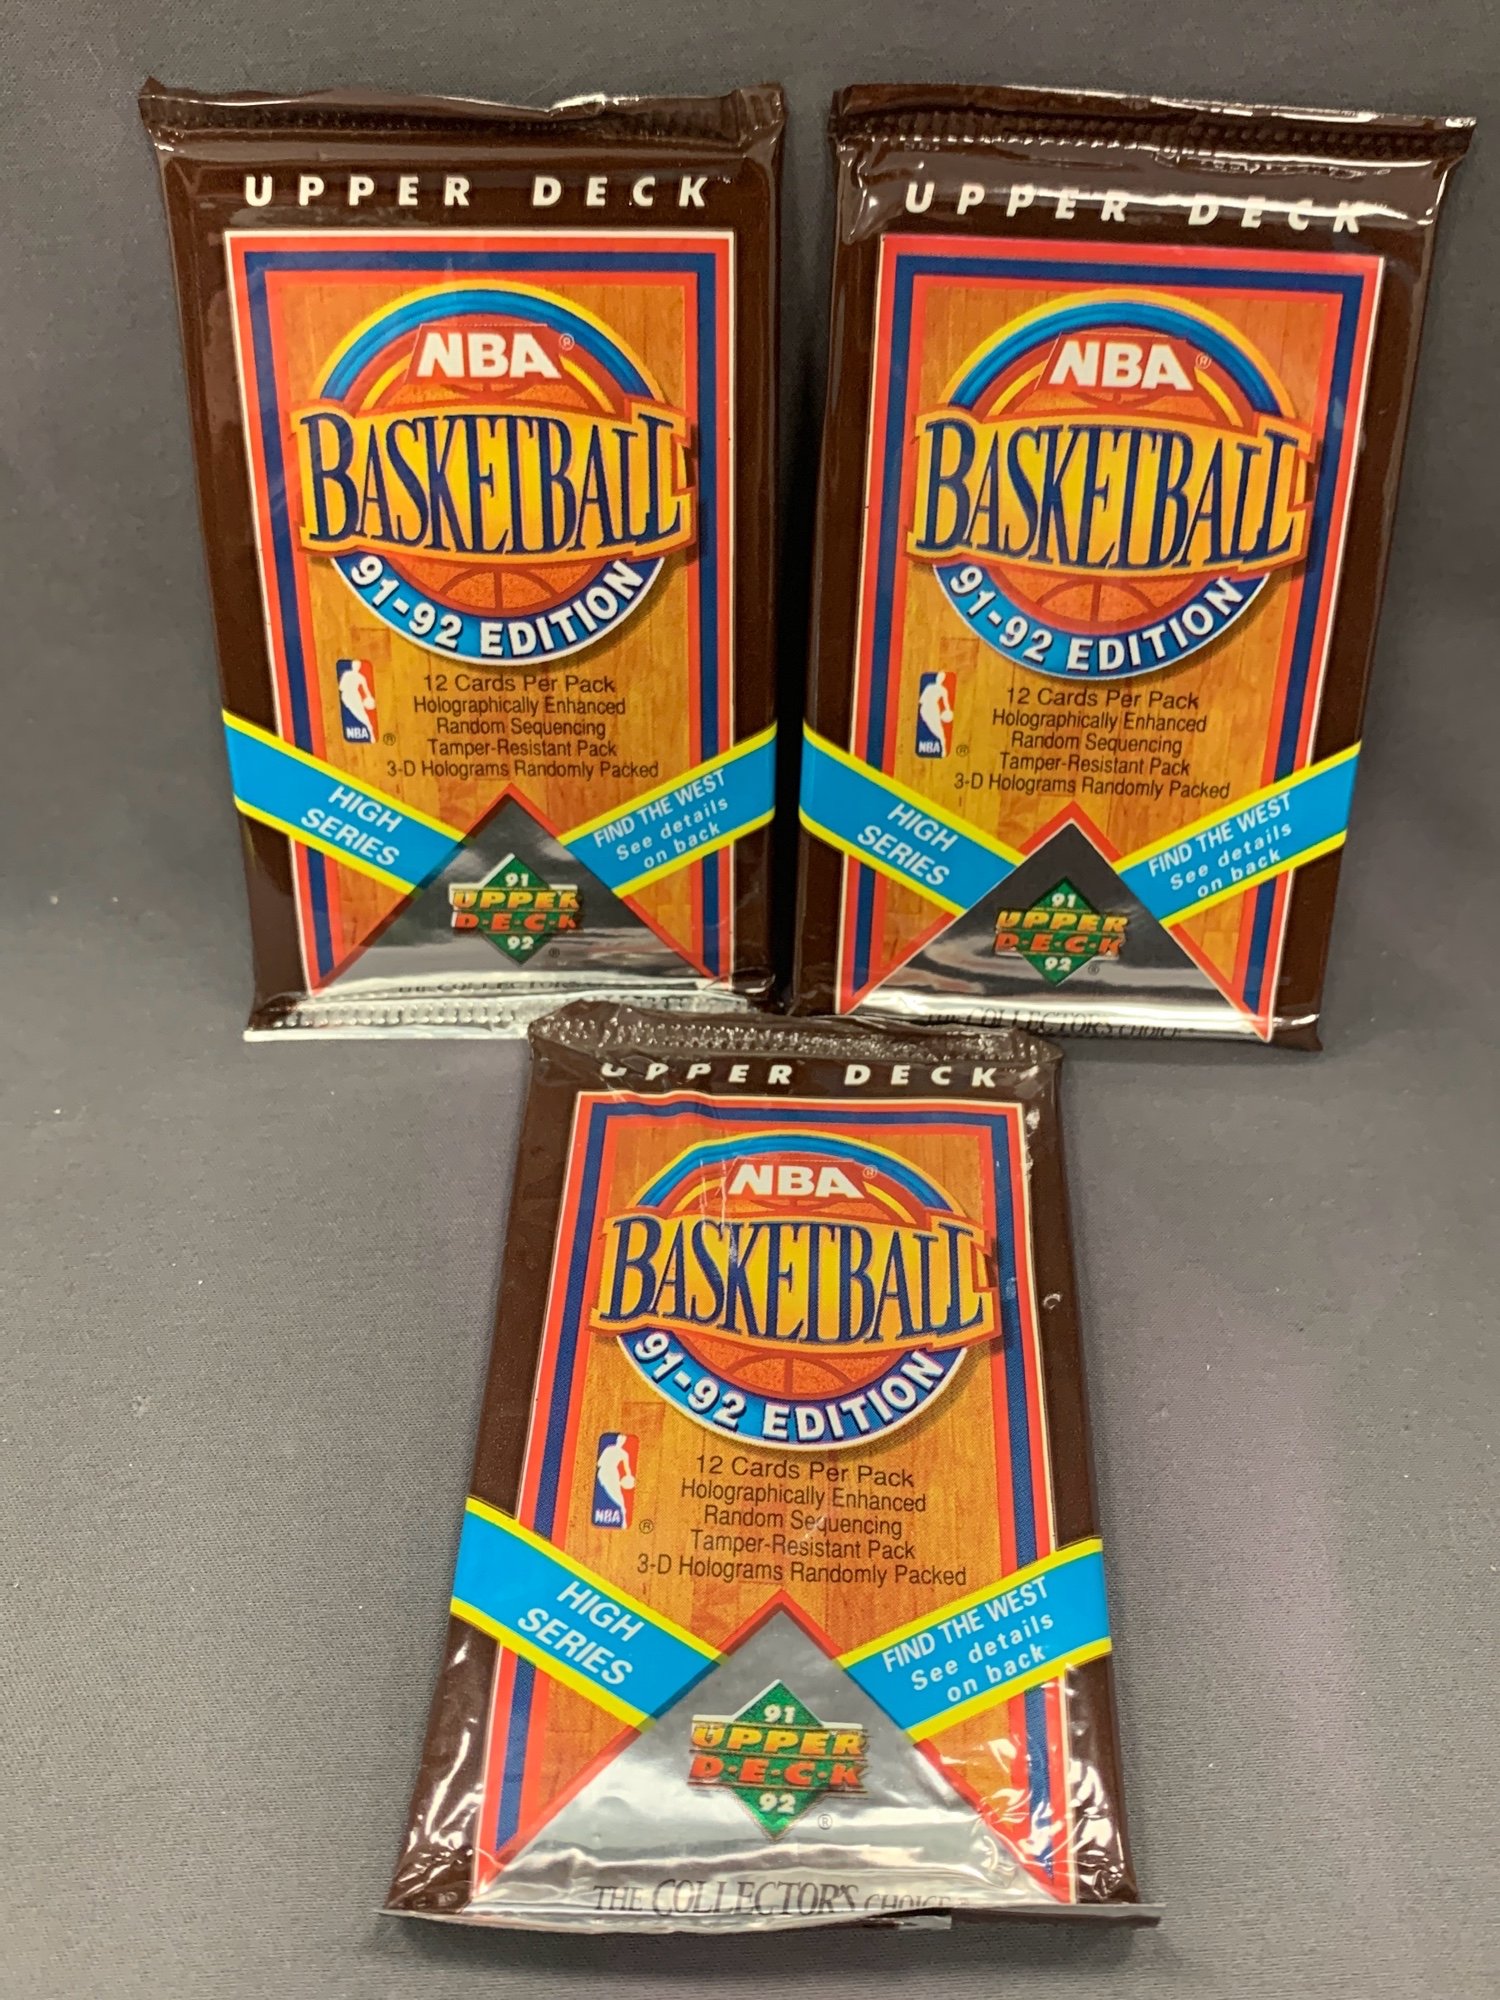 UPPER DECK™
NBA®
BASKETBALL
91-92 EDITION
12 Cards Per Pack
Holographically Enhanced
Random Sequencing
Tamper-Resistant Pack
3-D Holograms Randomly Packed
NBA ®
HIGH
SERIES
FIND THE WEST
See details
on back
91
UPPER
D·E·C·K
92 ®
THE COLLECTOR'S
UPPER DECK
NBA®
BASKETBALL
91-92 EDITION
12 Cards Per Pack
Holographically Enhanced
Random Sequencing
Tamper-Resistant Pack
3-D Holograms Randomly Packed
NBA ®
HIGH
SERIES
FIND THE WEST
See details
on back
91
UPPER
D·E·C·K
92 ®
THE COLLECTOR'S CHOICE
UPPER DECK™
NBA®
BASKETBALL
91-92 EDITION
12 Cards Per Pack
Holographically Enhanced
Random Sequencing
Tamper-Resistant Pack
3-D Holograms Randomly Packed
NBA ®
HIGH
SERIES
FIND THE WEST
See details
on back
91
UPPER
D·E·C·K
92 ®
THE COLLECTOR'S CHOICE